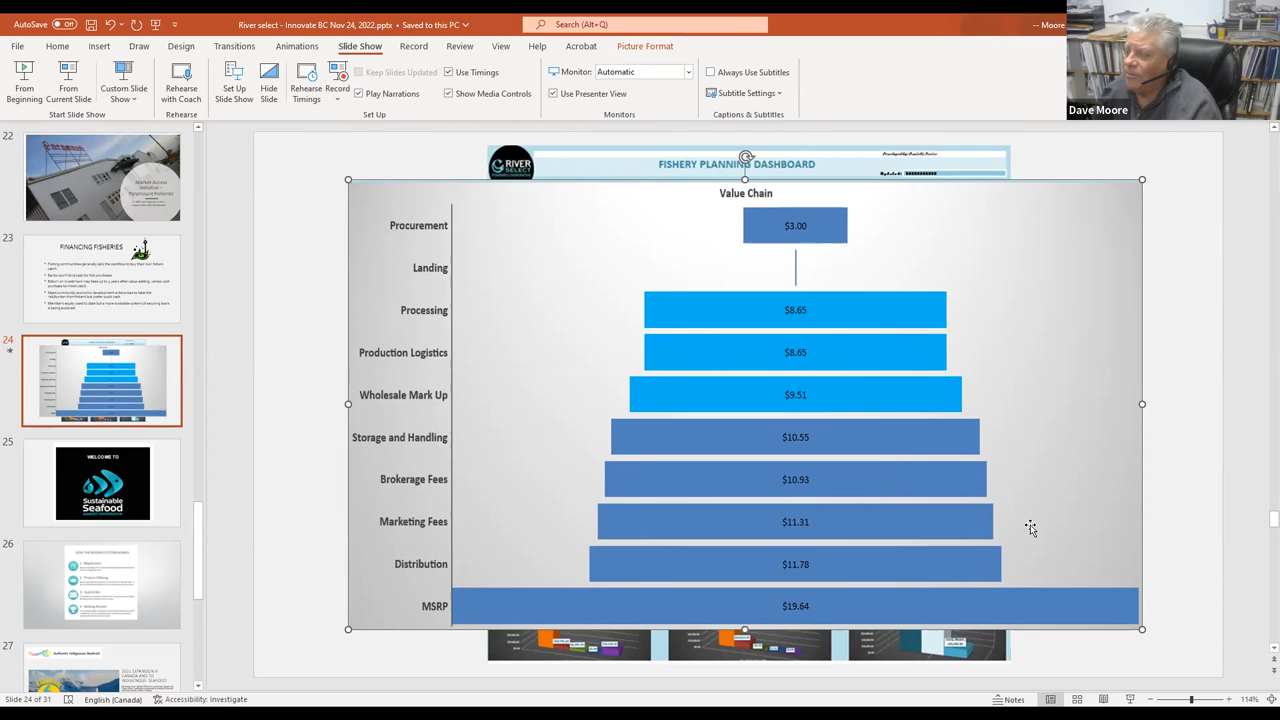 AutoSave Off
River select - Innovate BC Nov 24, 2022.pptx • Saved to this PC
Search (Alt+Q)
-- Moore
File Home Insert Draw Design Transitions Animations Slide Show Record Review View Help Acrobat Picture Format
From Beginning
From Current Slide
Custom Slide Show
Start Slide Show
Rehearse with Coach
Rehearse
Set Up Slide Show
Hide Slide
Rehearse Timings
Record
Keep Slides Updated
Play Narrations
Use Timings
Show Media Controls
Set Up
Monitor: Automatic
Use Presenter View
Monitors
Always Use Subtitles
Subtitle Settings
Captions & Subtitles
Dave Moore
22
23
FINANCING FISHERIES
24
25
WELCOME TO
Sustainable
Seafood
26
27
Authentic Indigenous Seafood
RIVER
SELECT
FISHERY PLANNING DASHBOARD
Value Chain
Procurement $3.00
Landing
Processing $8.65
Production Logistics $8.65
Wholesale Mark Up $9.51
Storage and Handling $10.55
Brokerage Fees $10.93
Marketing Fees $11.31
Distribution $11.78
MSRP $19.64
Slide 24 of 31 English (Canada) Accessibility: Investigate
Notes
114%